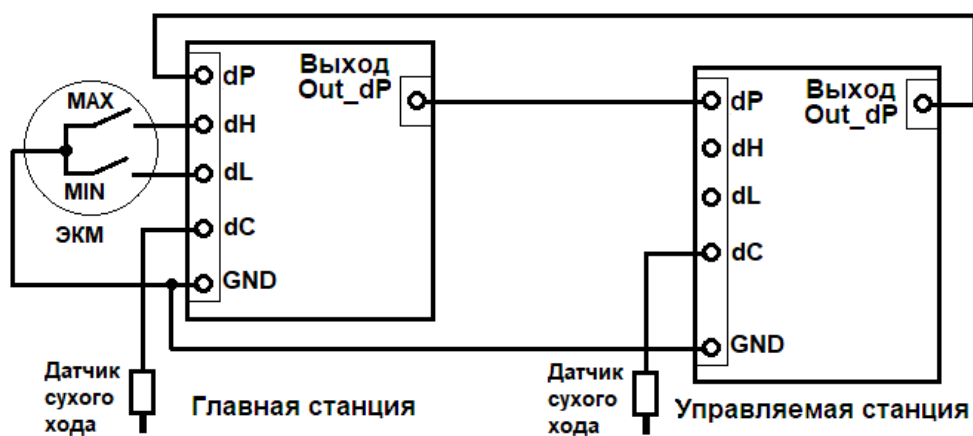 MAX
MIN
ЭКМ
dP
dH
dL
dC
GND
Выход
Out_dP
Датчик
сухого
хода
Главная станция
dP
dH
dL
dC
GND
Выход
Out_dP
Датчик
сухого
хода
Управляемая станция